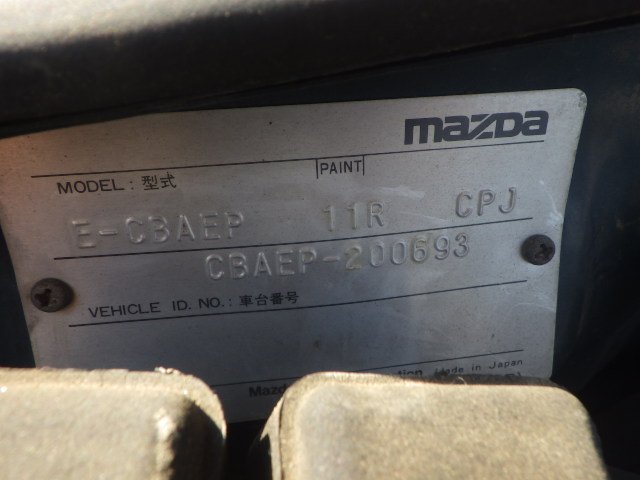 mazda
MODEL : 型式 PAINT
E-CBAEP 11R CPJ
CBAEP-200693
VEHICLE ID. NO. : 車台番号
Mazda Made in Japan